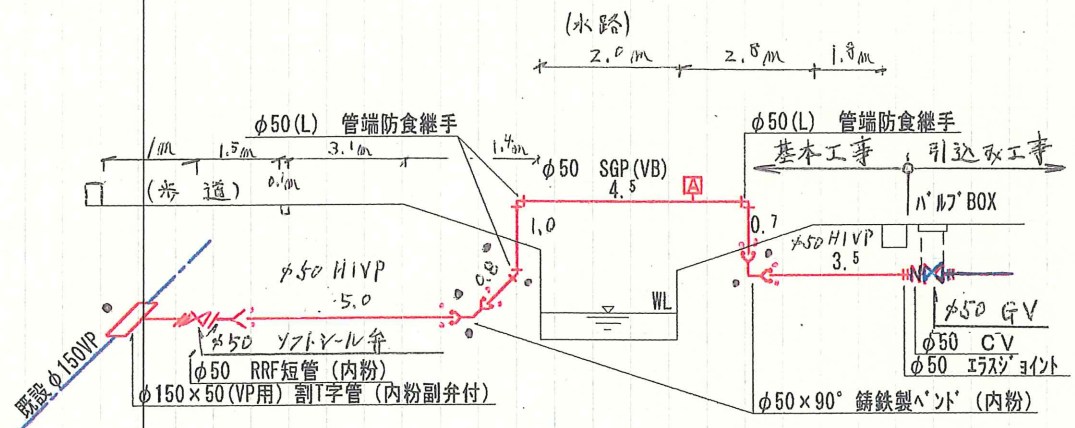 (水路)
2.0m 2.8m 1.8m
φ50(L) 管端防食継手
φ50(L) 管端防食継手
1m 1.5m 3.1m 1.4m
0.1m
基本工事 引込み工事
(歩道)
φ50 SGP(VB)
4.5
A
バルブBOX
1.0
0.7
φ50 HIVP
3.5
0.8
φ50 HIVP
5.0
WL
φ50 GV
φ50 ソフトシール弁
φ50 CV
φ50 RRF短管 (内粉)
φ50 エラスジョイント
φ150×50(VP用) 割T字管 (内粉副弁付)
φ50×90° 鋳鉄製ベンド (内粉)
既設φ150VP